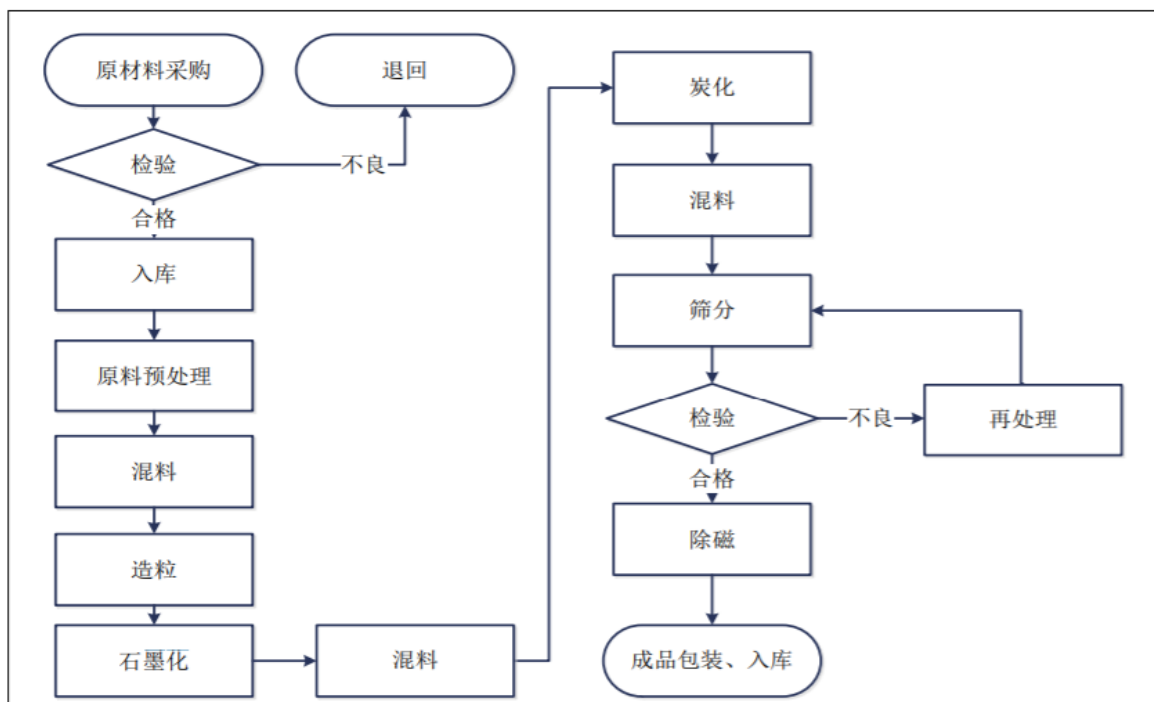 原材料采购
退回
检验
不良
合格
入库
原料预处理
混料
造粒
石墨化
混料
炭化
混料
筛分
检验
不良
再处理
合格
除磁
成品包装、入库